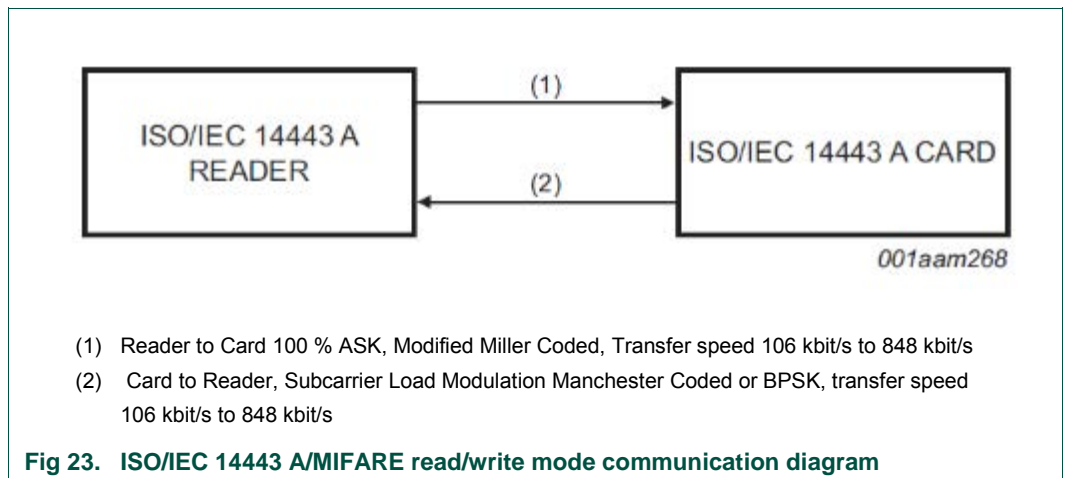 (1)
ISO/IEC 14443 A
READER
ISO/IEC 14443 A CARD
(2)
001aam268
(1) Reader to Card 100 % ASK, Modified Miller Coded, Transfer speed 106 kbit/s to 848 kbit/s
(2) Card to Reader, Subcarrier Load Modulation Manchester Coded or BPSK, transfer speed
106 kbit/s to 848 kbit/s
Fig 23. ISO/IEC 14443 A/MIFARE read/write mode communication diagram